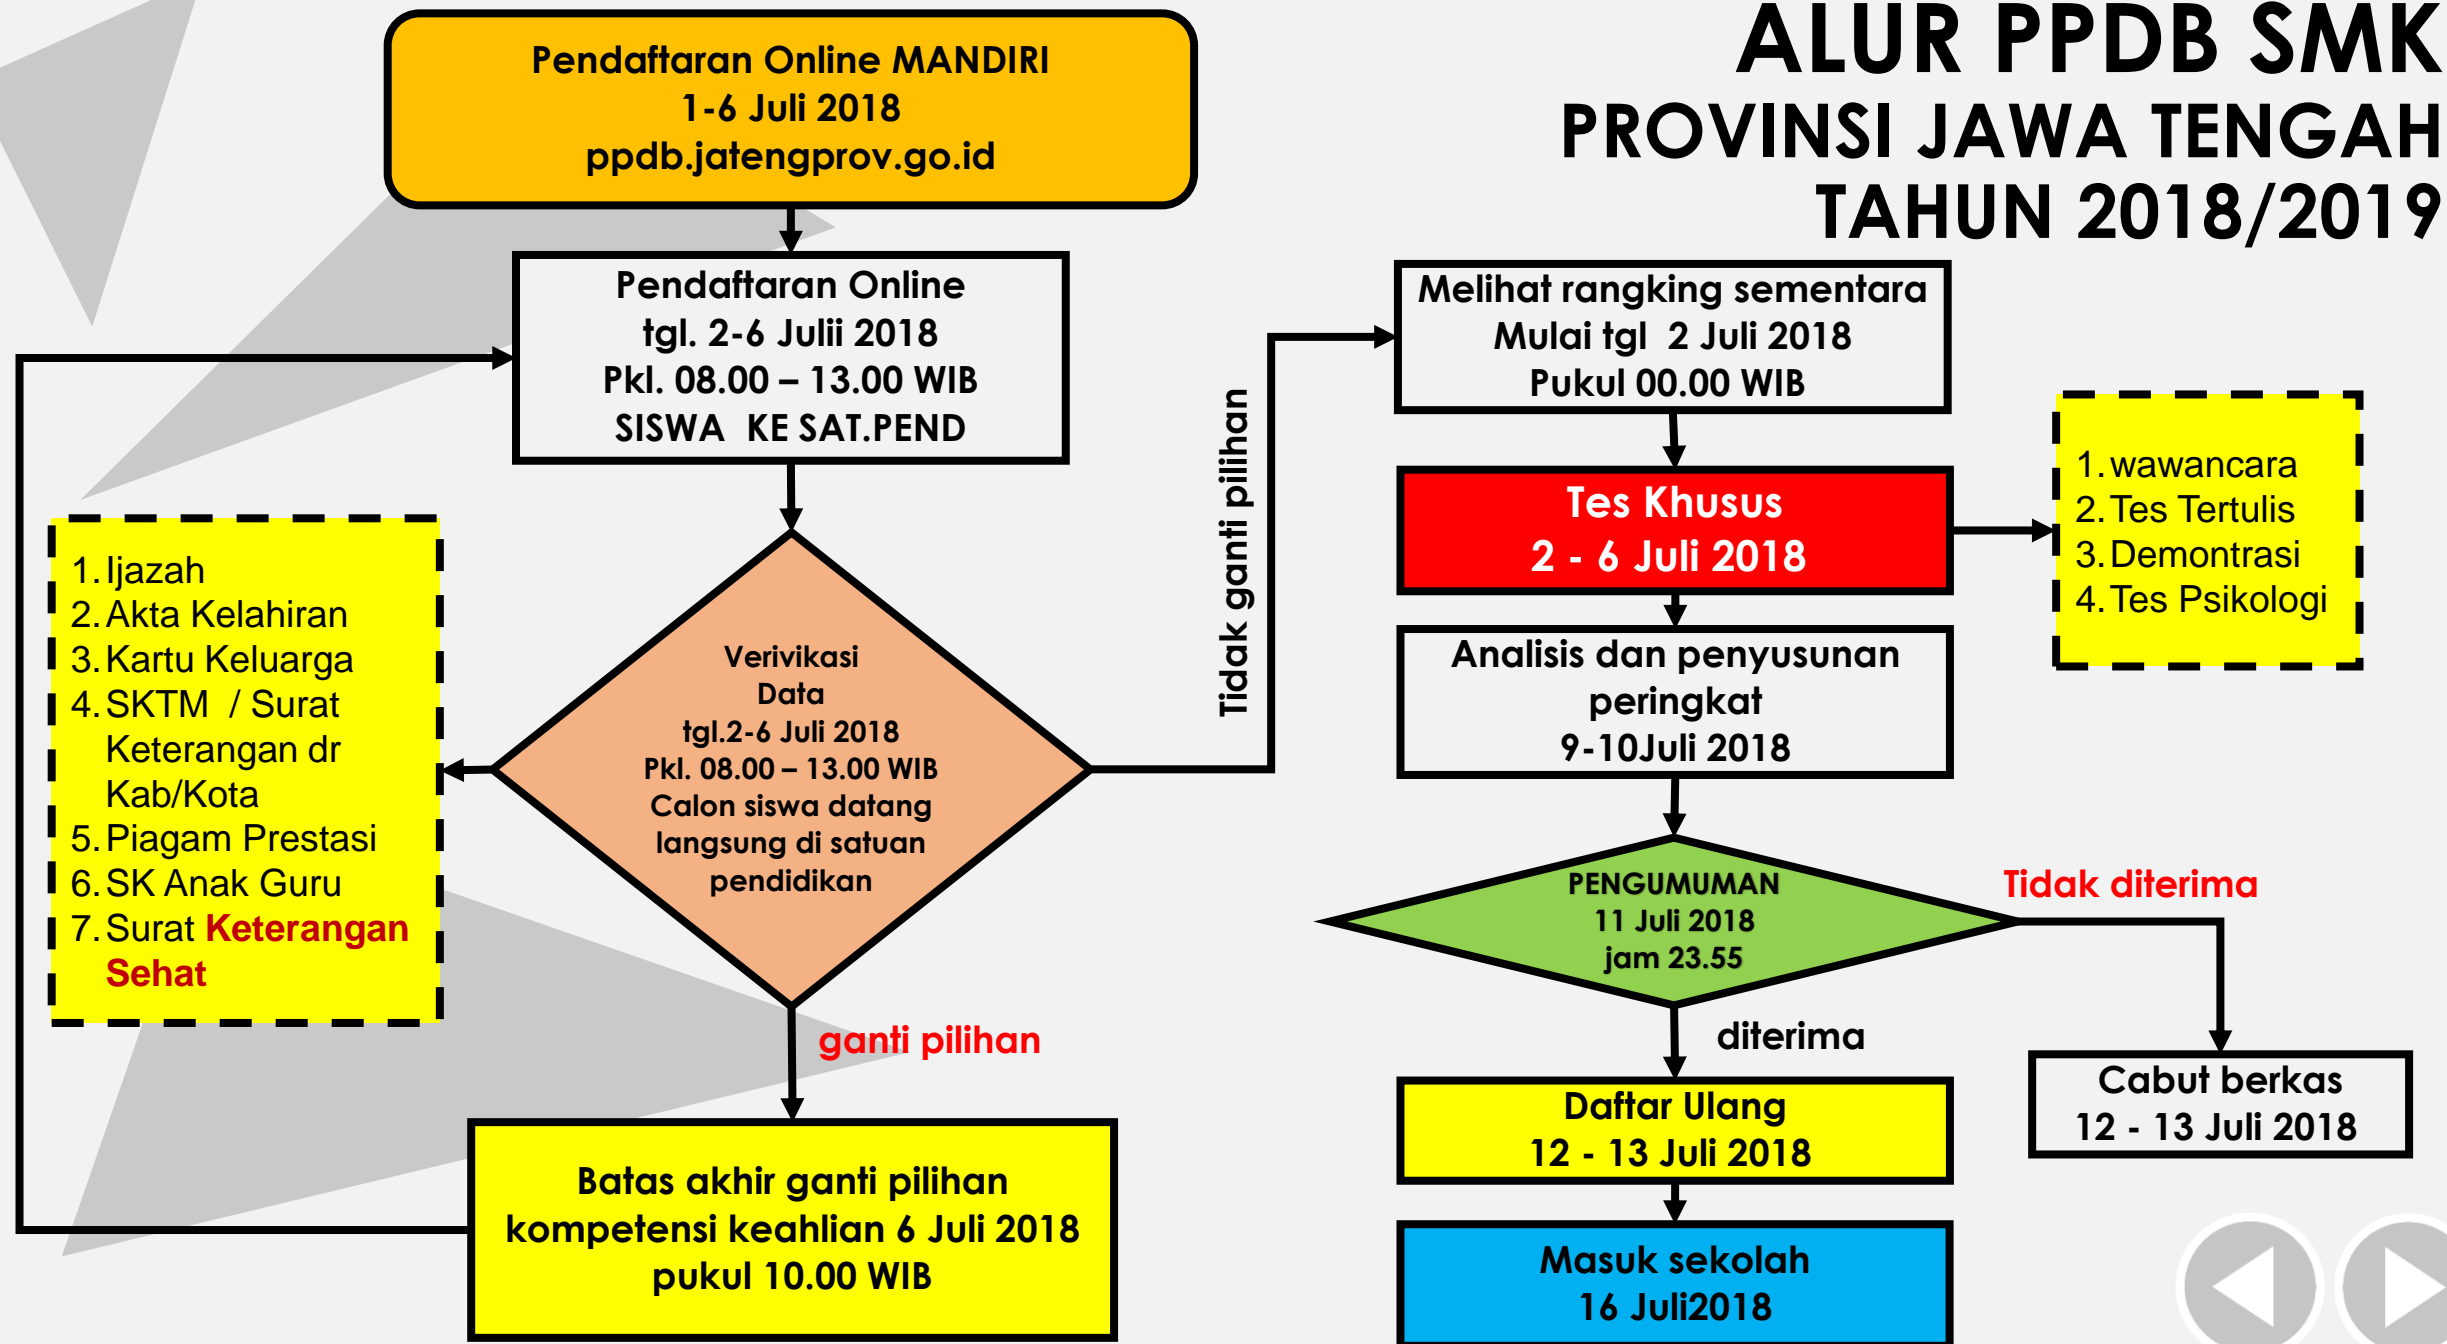 ALUR PPDB SMK
PROVINSI JAWA TENGAH
TAHUN 2018/2019
Pendaftaran Online MANDIRI
1-6 Juli 2018
ppdb.jatengprov.go.id
Pendaftaran Online
tgl. 2-6 Julii 2018
Pkl. 08.00 – 13.00 WIB
SISWA KE SAT.PEND
1. Ijazah
2. Akta Kelahiran
3. Kartu Keluarga
4. SKTM / Surat
Keterangan dr
Kab/Kota
5. Piagam Prestasi
6. SK Anak Guru
7. Surat Keterangan
Sehat
Verivikasi
Data
tgl.2-6 Juli 2018
Pkl. 08.00 – 13.00 WIB
Calon siswa datang
langsung di satuan
pendidikan
ganti pilihan
Batas akhir ganti pilihan
kompetensi keahlian 6 Juli 2018
pukul 10.00 WIB
Tidak ganti pilihan
Melihat rangking sementara
Mulai tgl 2 Juli 2018
Pukul 00.00 WIB
Tes Khusus
2 - 6 Juli 2018
1. wawancara
2. Tes Tertulis
3. Demontrasi
4. Tes Psikologi
Analisis dan penyusunan
peringkat
9-10Juli 2018
PENGUMUMAN
11 Juli 2018
jam 23.55
Tidak diterima
diterima
Cabut berkas
12 - 13 Juli 2018
Daftar Ulang
12 - 13 Juli 2018
Masuk sekolah
16 Juli2018